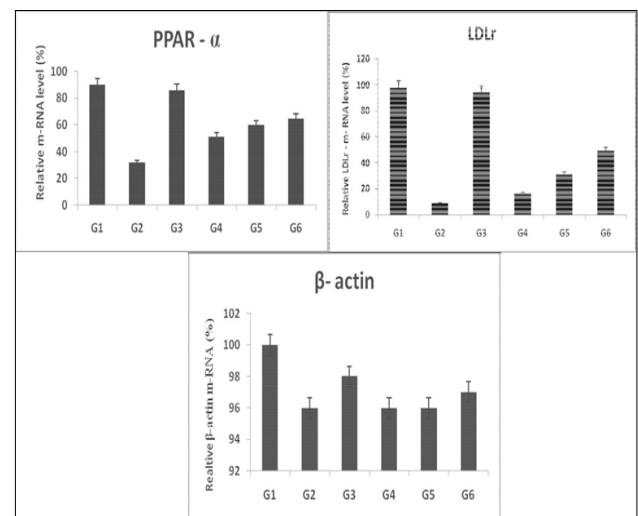 PPAR - α
Relative m-RNA level (%)
100
80
60
40
20
0
G1 G2 G3 G4 G5 G6
LDLr
Relative LDLr - m- RNA level (%)
120
100
80
60
40
20
0
G1 G2 G3 G4 G5 G6
β- actin
Realtive β-actin m-RNA (%)
102
100
98
96
94
92
G1 G2 G3 G4 G5 G6